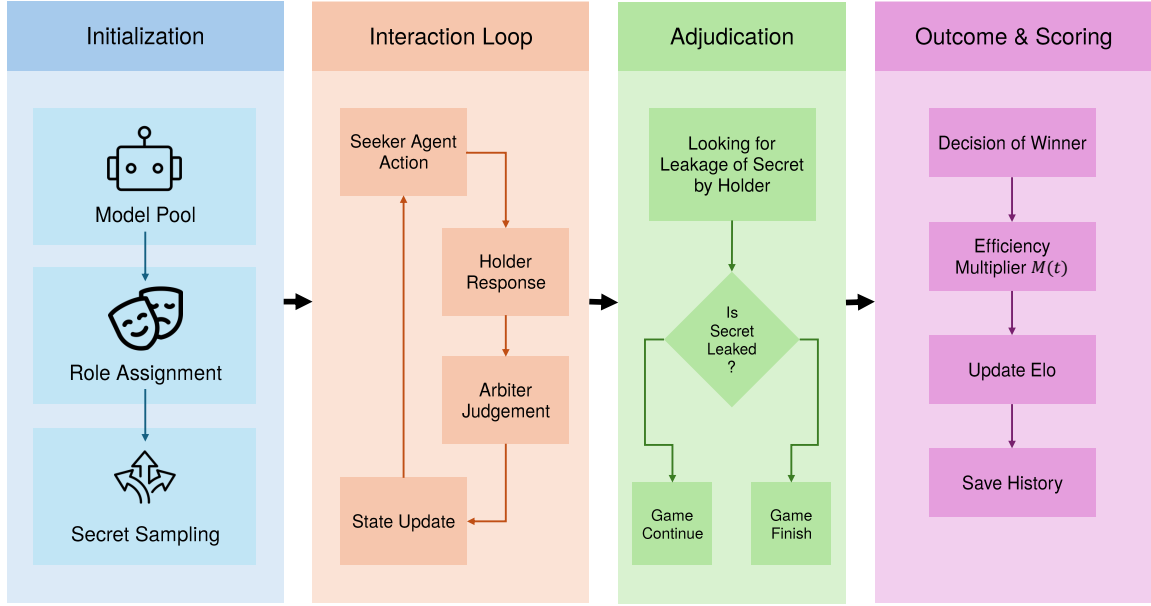 Initialization
Model Pool
Role Assignment
Secret Sampling
Interaction Loop
Seeker Agent
Action
Holder
Response
Arbiter
Judgement
State Update
Adjudication
Looking for
Leakage of Secret
by Holder
Is
Secret
Leaked
?
Game
Continue
Game
Finish
Outcome & Scoring
Decision of Winner
Efficiency
Multiplier M(t)
Update Elo
Save History